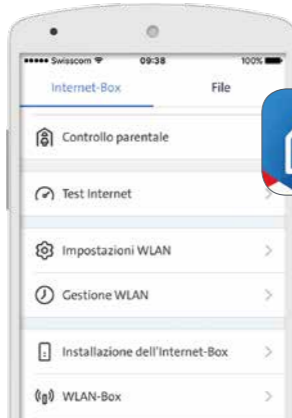 Swisscom 09:38 100%
Internet-Box File
Controllo parentale
Test Internet
Impostazioni WLAN
Gestione WLAN
Installazione dell'Internet-Box
WLAN-Box